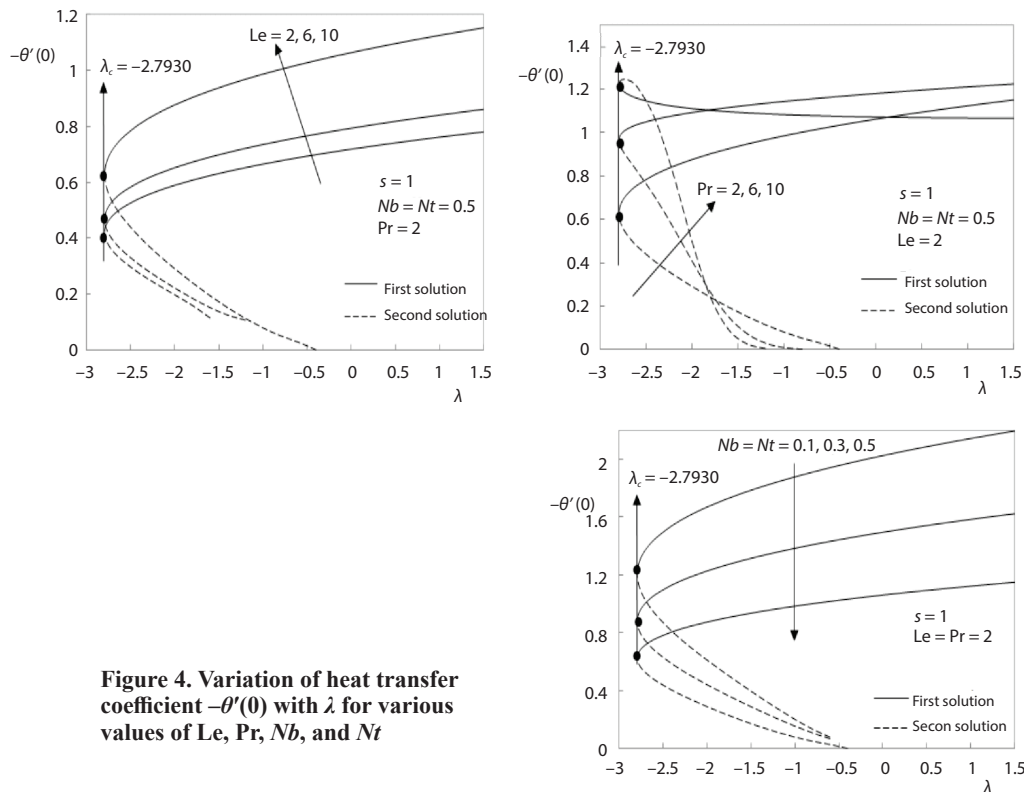 1.2
1
0.8
0.6
0.4
0.2
0
–θ′(0)
λc = –2.7930
Le = 2, 6, 10
s = 1
Nb = Nt = 0.5
Pr = 2
First solution
Second solution
–3 –2.5 –2 –1.5 –1 –0.5 0 0.5 1 1.5
λ
1.4
1.2
1
0.8
0.6
0.4
0.2
0
–θ′(0)
λc = –2.7930
Pr = 2, 6, 10
s = 1
Nb = Nt = 0.5
Le = 2
First solution
Second solution
–3 –2.5 –2 –1.5 –1 –0.5 0 0.5 1 1.5
λ
2
1.6
1.2
0.8
0.4
0
–θ′(0)
λc = –2.7930
Nb = Nt = 0.1, 0.3, 0.5
s = 1
Le = Pr = 2
First solution
Secon solution
–3 –2.5 –2 –1.5 –1 –0.5 0 0.5 1 1.5
λ
Figure 4. Variation of heat transfer
coefficient –θ′(0) with λ for various
values of Le, Pr, Nb, and Nt